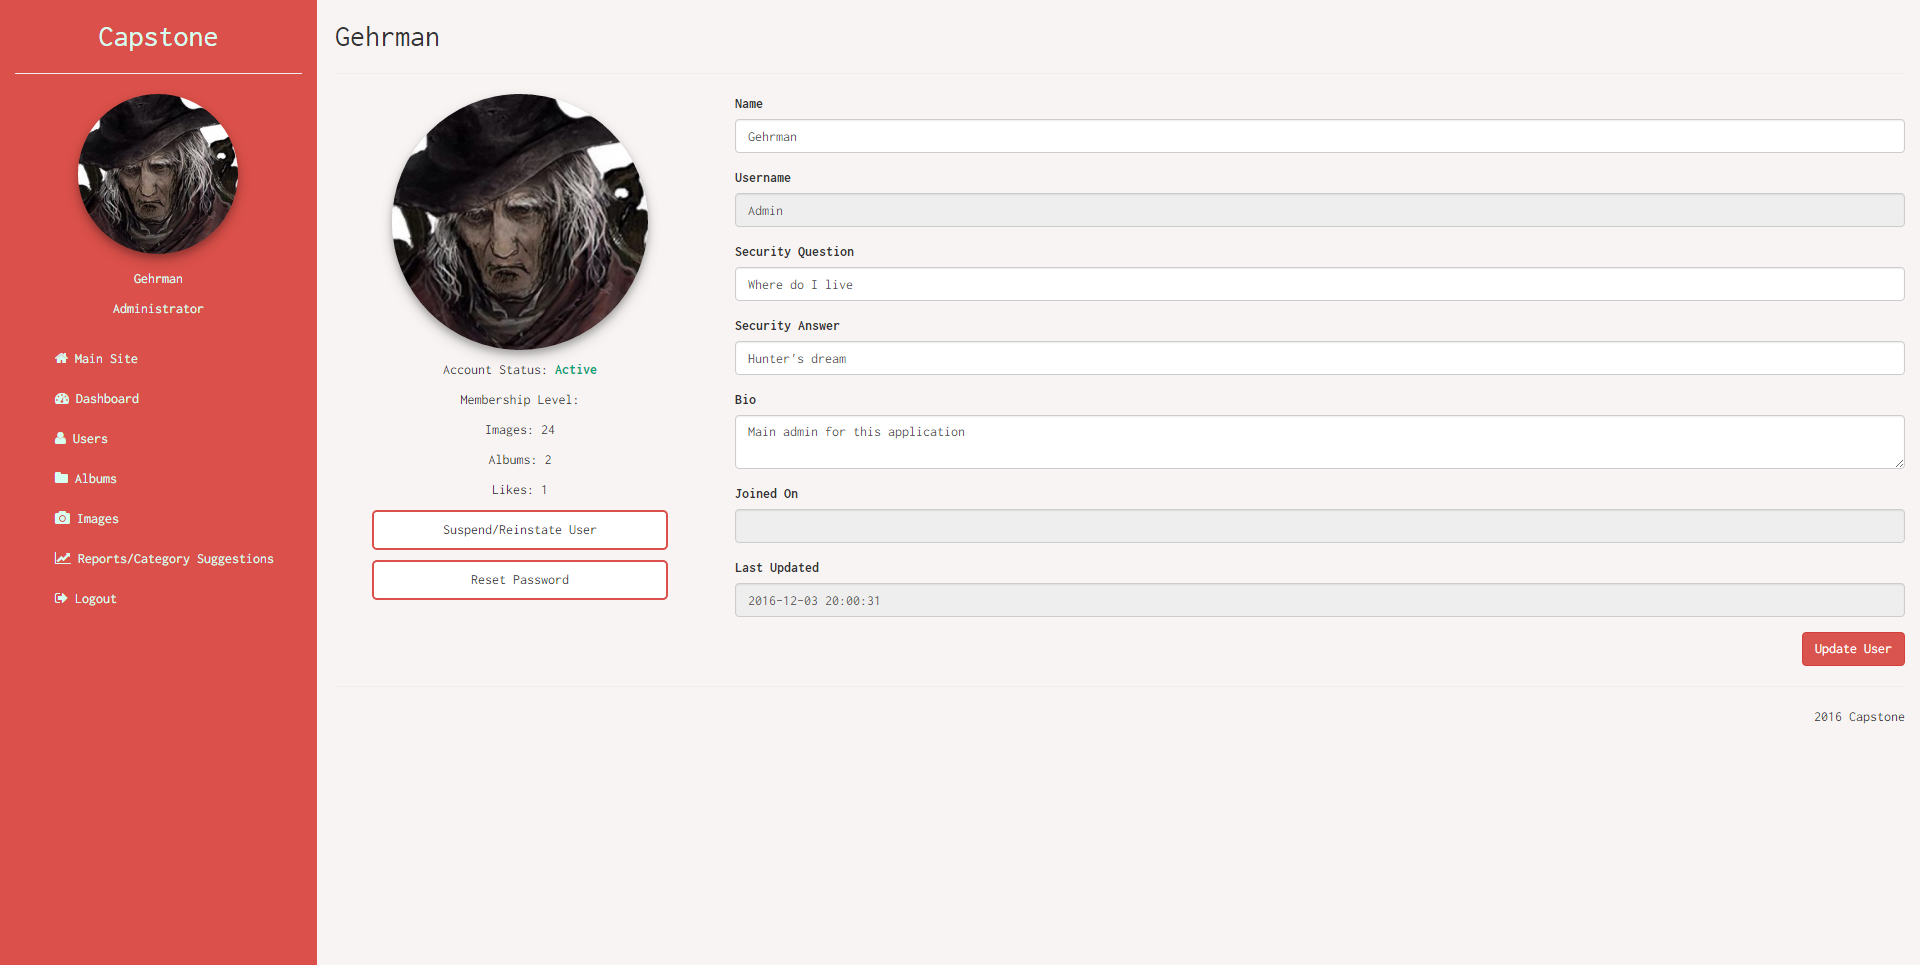 Capstone
Gehrman
Administrator
Main Site
Dashboard
Users
Albums
Images
Reports/Category Suggestions
Logout
Gehrman
Account Status: Active
Membership Level:
Images: 24
Albums: 2
Likes: 1
Suspend/Reinstate User
Reset Password
Name
Gehrman
Username
Admin
Security Question
Where do I live
Security Answer
Hunter's dream
Bio
Main admin for this application
Joined On
Last Updated
2016-12-03 20:00:31
Update User
2016 Capstone